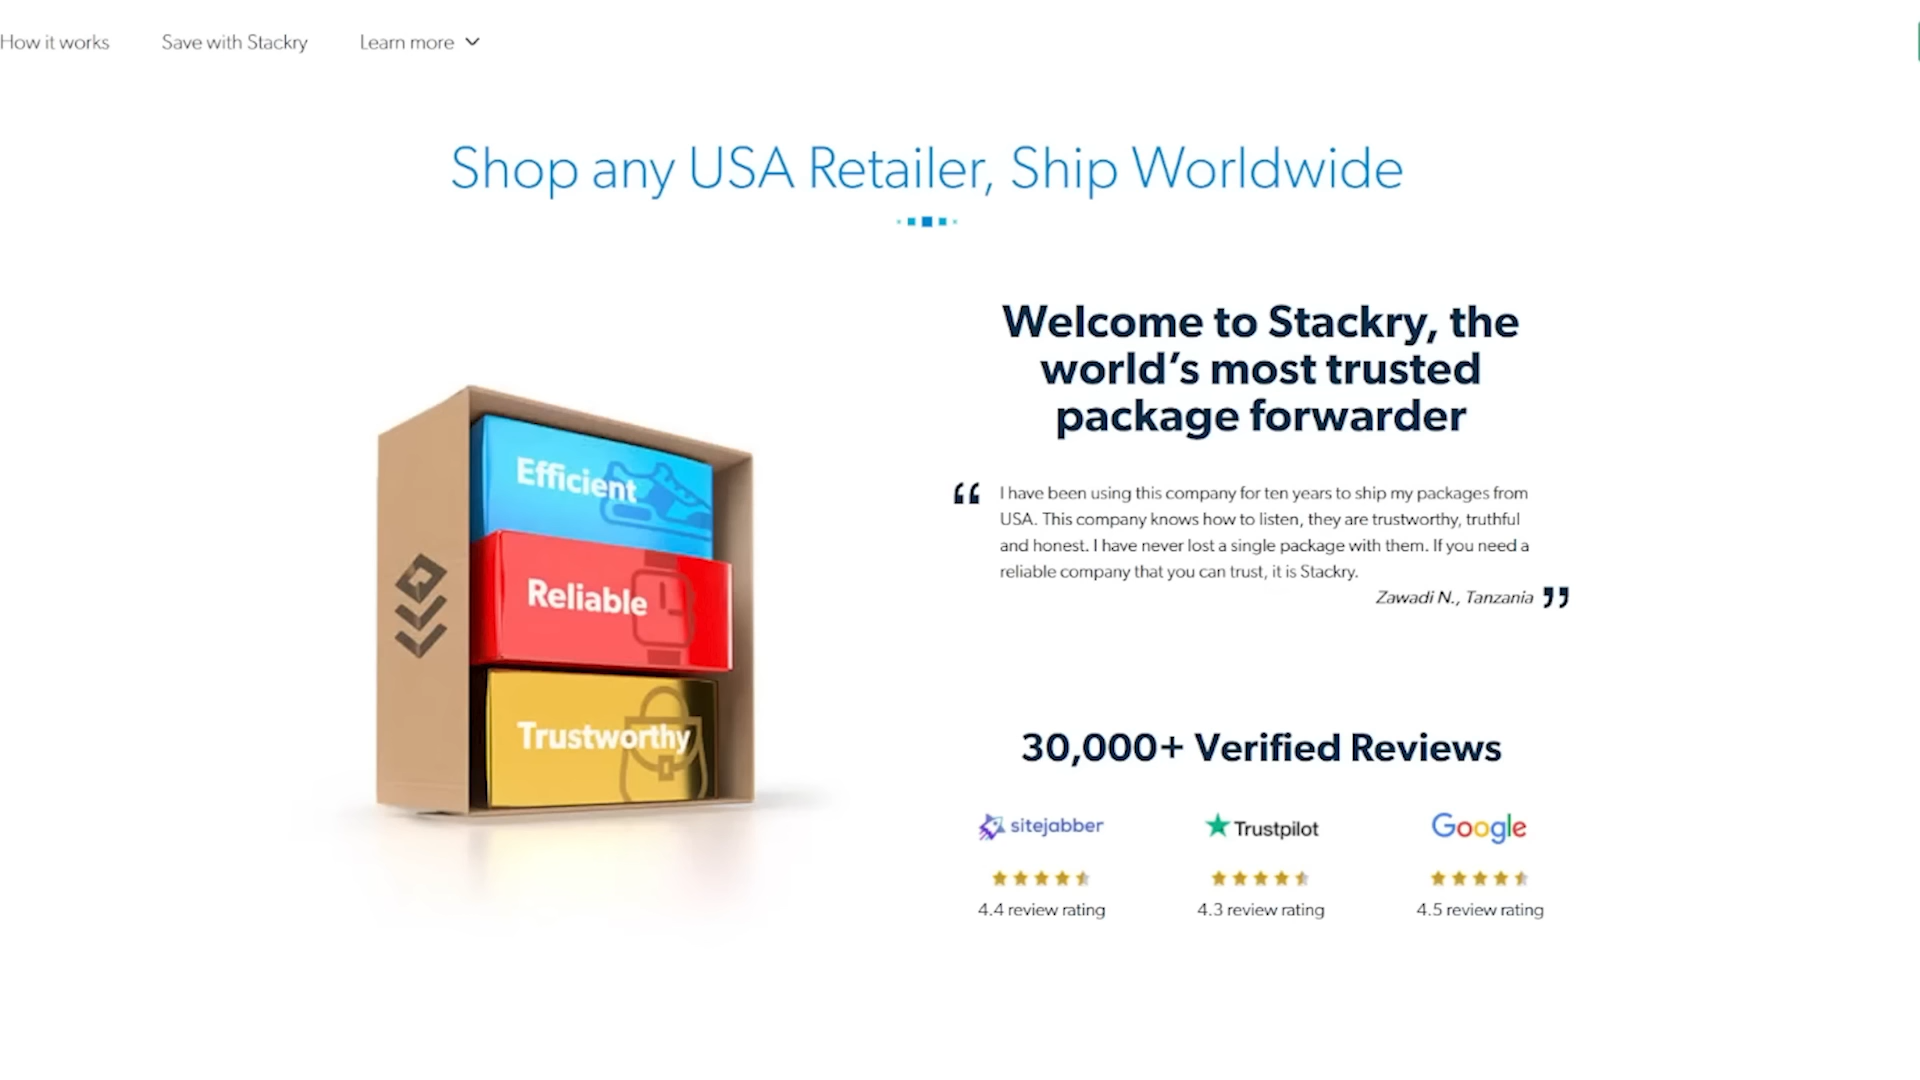 How it works
Save with Stackry
Learn more
Shop any USA Retailer, Ship Worldwide
Efficient
Reliable
Trustworthy
Welcome to Stackry, the
world’s most trusted
package forwarder
“ I have been using this company for ten years to ship my packages from
USA. This company knows how to listen, they are trustworthy, truthful
and honest. I have never lost a single package with them. If you need a
reliable company that you can trust, it is Stackry.
Zawadi N., Tanzania ”
30,000+ Verified Reviews
sitejabber
Trustpilot
Google
4.4 review rating
4.3 review rating
4.5 review rating